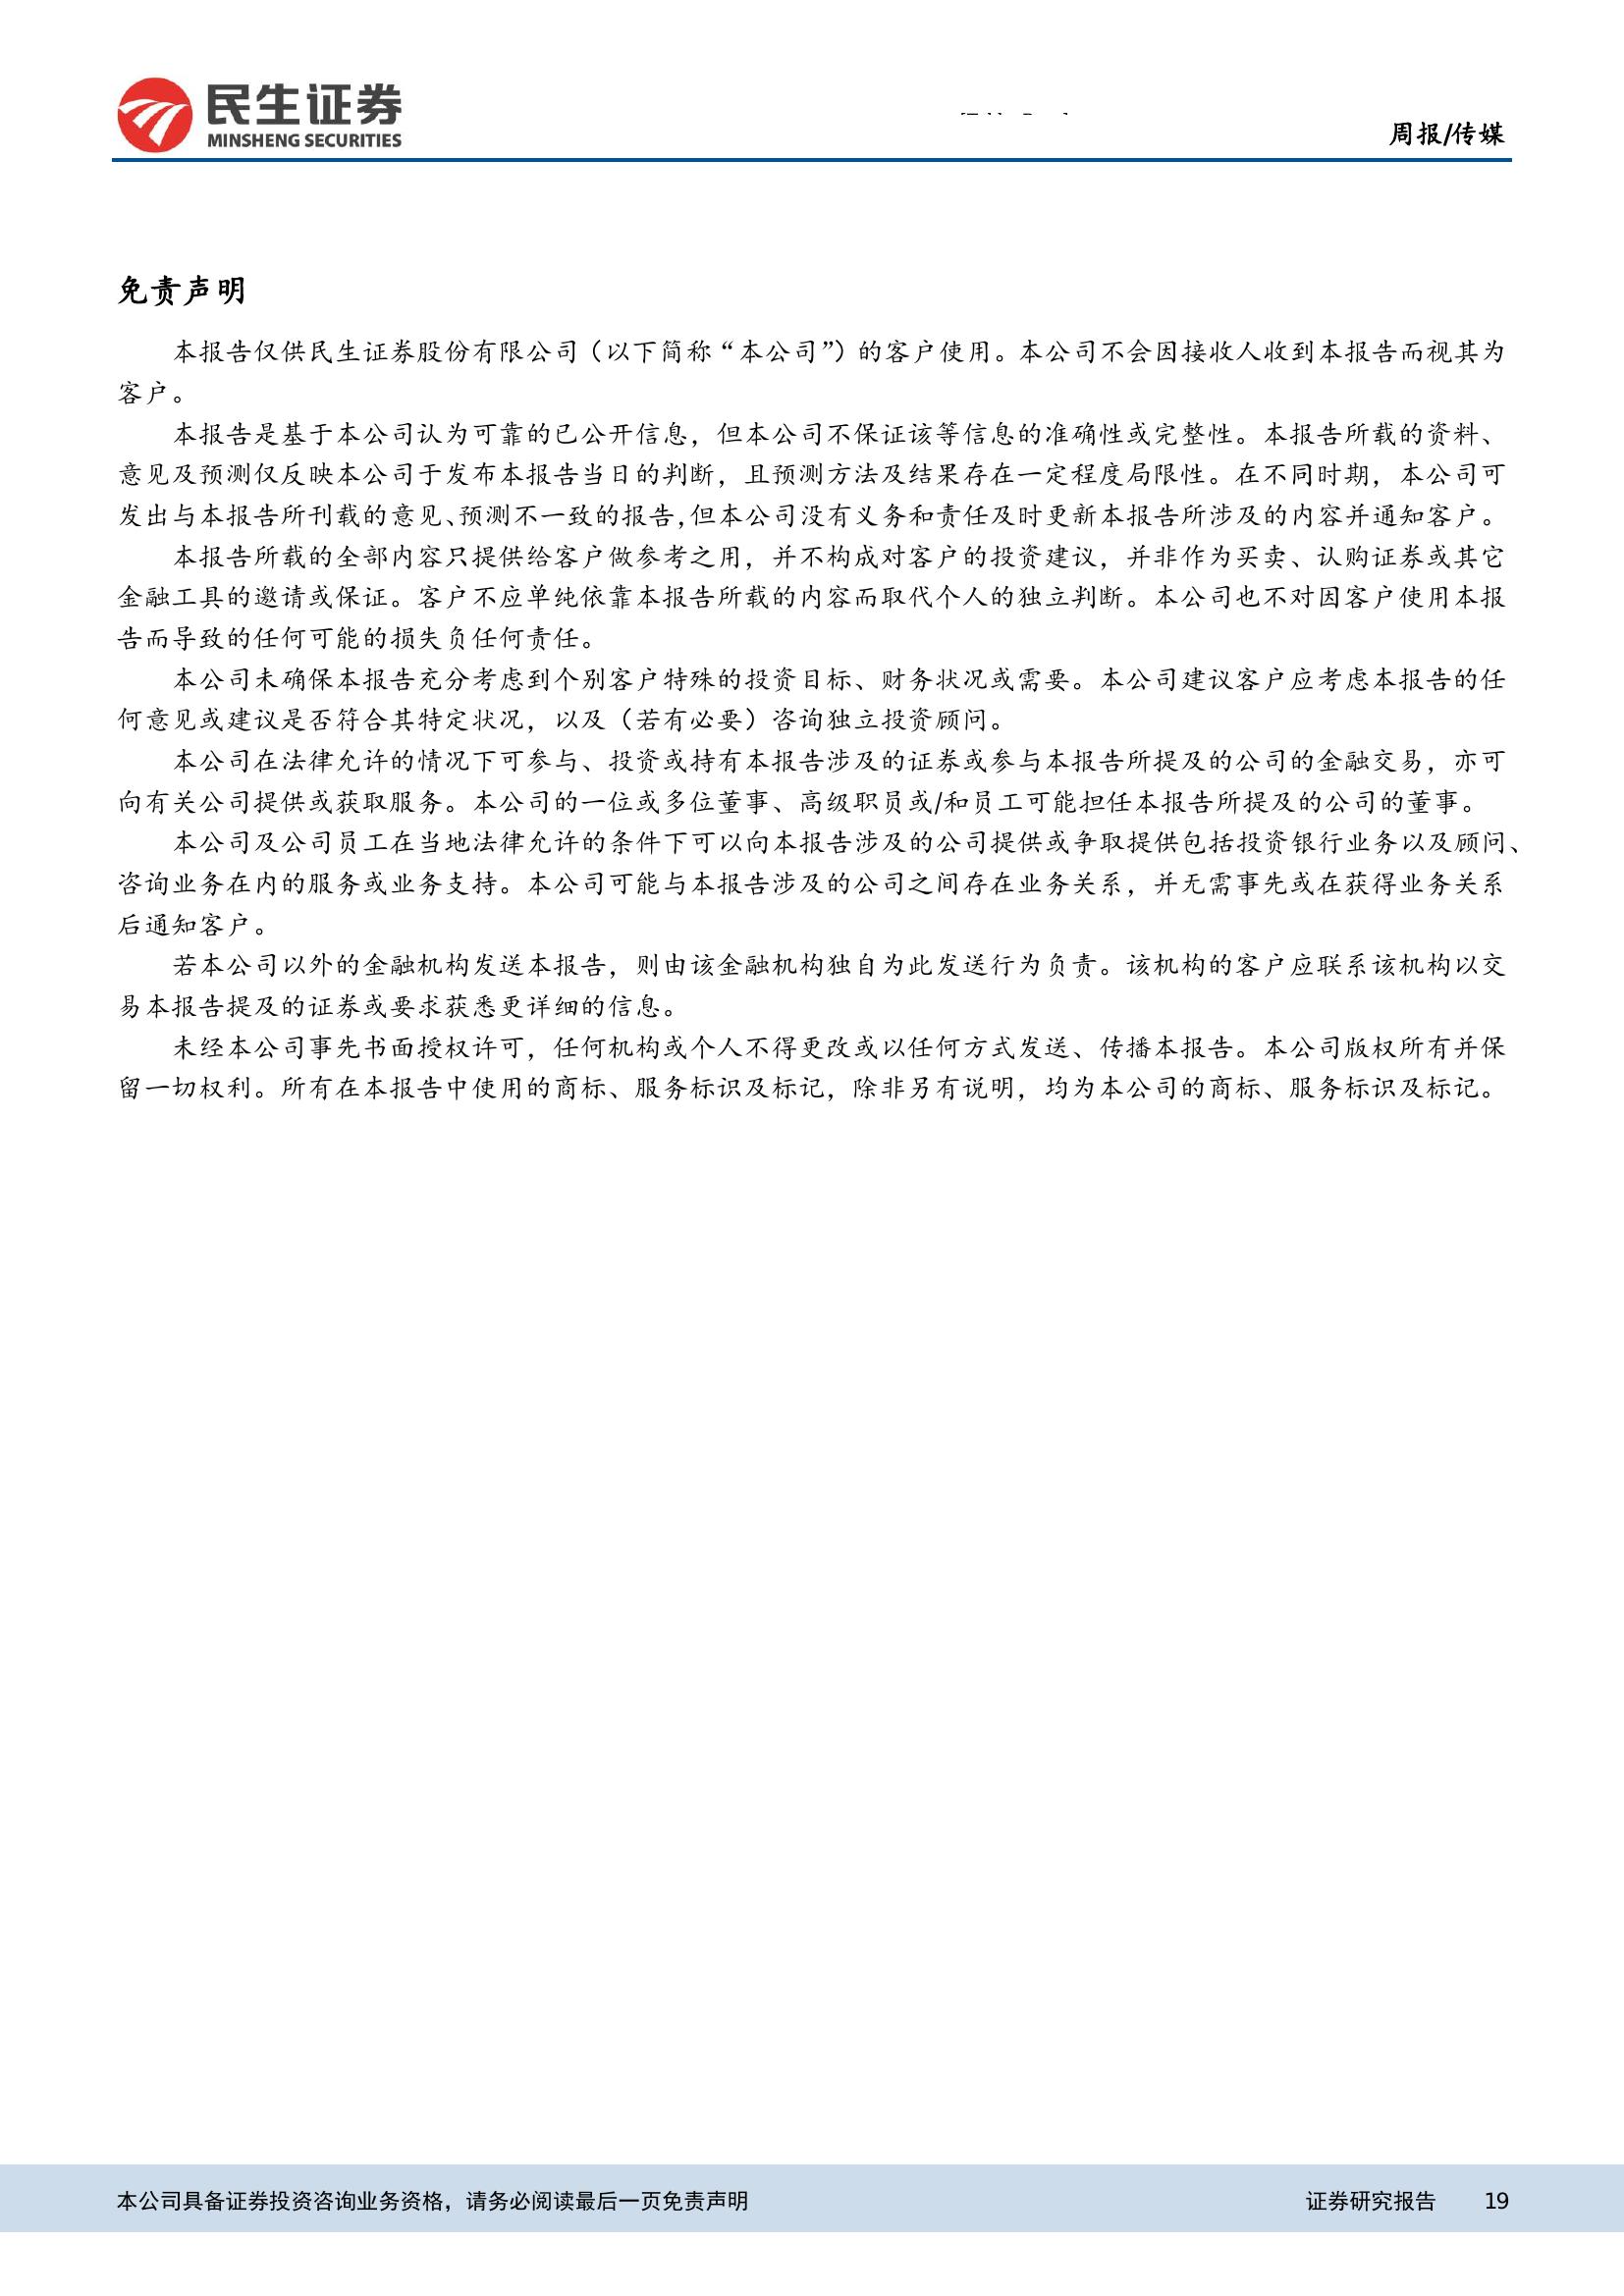 民生证券
MINSHENG SECURITIES
周报/传媒
免责声明
本报告仅供民生证券股份有限公司（以下简称“本公司”）的客户使用。本公司不会因接收人收到本报告而视其为
客户。
本报告是基于本公司认为可靠的已公开信息，但本公司不保证该等信息的准确性或完整性。本报告所载的资料、
意见及预测仅反映本公司于发布本报告当日的判断，且预测方法及结果存在一定程度局限性。在不同时期，本公司可
发出与本报告所刊载的意见、预测不一致的报告，但本公司没有义务和责任及时更新本报告所涉及的内容并通知客户。
本报告所载的全部内容只提供给客户做参考之用，并不构成对客户的投资建议，并非作为买卖、认购证券或其它
金融工具的邀请或保证。客户不应单纯依靠本报告所载的内容而取代个人的独立判断。本公司也不对因客户使用本报
告而导致的任何可能的损失负任何责任。
本公司未确保本报告充分考虑到个别客户特殊的投资目标、财务状况或需要。本公司建议客户应考虑本报告的任
何意见或建议是否符合其特定状况，以及（若有必要）咨询独立投资顾问。
本公司在法律允许的情况下可参与、投资或持有本报告涉及的证券或参与本报告所提及的公司的金融交易，亦可
向有关公司提供或获取服务。本公司的一位或多位董事、高级职员或/和员工可能担任本报告所提及的公司的董事。
本公司及公司员工在当地法律允许的条件下可以向本报告涉及的公司提供或争取提供包括投资银行业务以及顾问、
咨询业务在内的服务或业务支持。本公司可能与本报告涉及的公司之间存在业务关系，并无需事先或在获得业务关系
后通知客户。
若本公司以外的金融机构发送本报告，则由该金融机构独自为此发送行为负责。该机构的客户应联系该机构以交
易本报告提及的证券或要求获悉更详细的信息。
未经本公司事先书面授权许可，任何机构或个人不得更改或以任何方式发送、传播本报告。本公司版权所有并保
留一切权利。所有在本报告中使用的商标、服务标识及标记，除非另有说明，均为本公司的商标、服务标识及标记。
本公司具备证券投资咨询业务资格，请务必阅读最后一页免责声明
证券研究报告 19